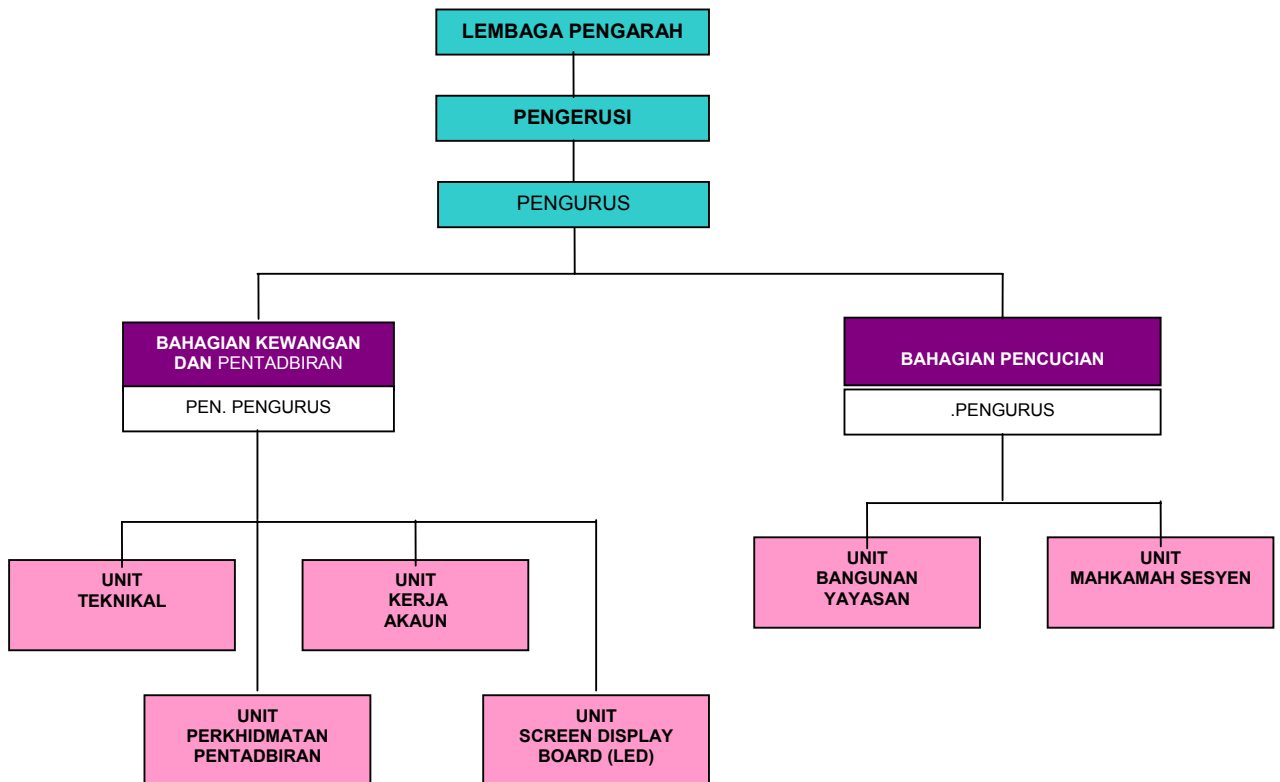 LEMBAGA PENGARAH
PENGERUSI
PENGURUS
BAHAGIAN KEWANGAN
DAN PENTADBIRAN
PEN. PENGURUS
BAHAGIAN PENCUCIAN
.PENGURUS
UNIT
TEKNIKAL
UNIT
KERJA
AKAUN
UNIT
BANGUNAN
YAYASAN
UNIT
MAHKAMAH SESYEN
UNIT
PERKHIDMATAN
PENTADBIRAN
UNIT
SCREEN DISPLAY
BOARD (LED)